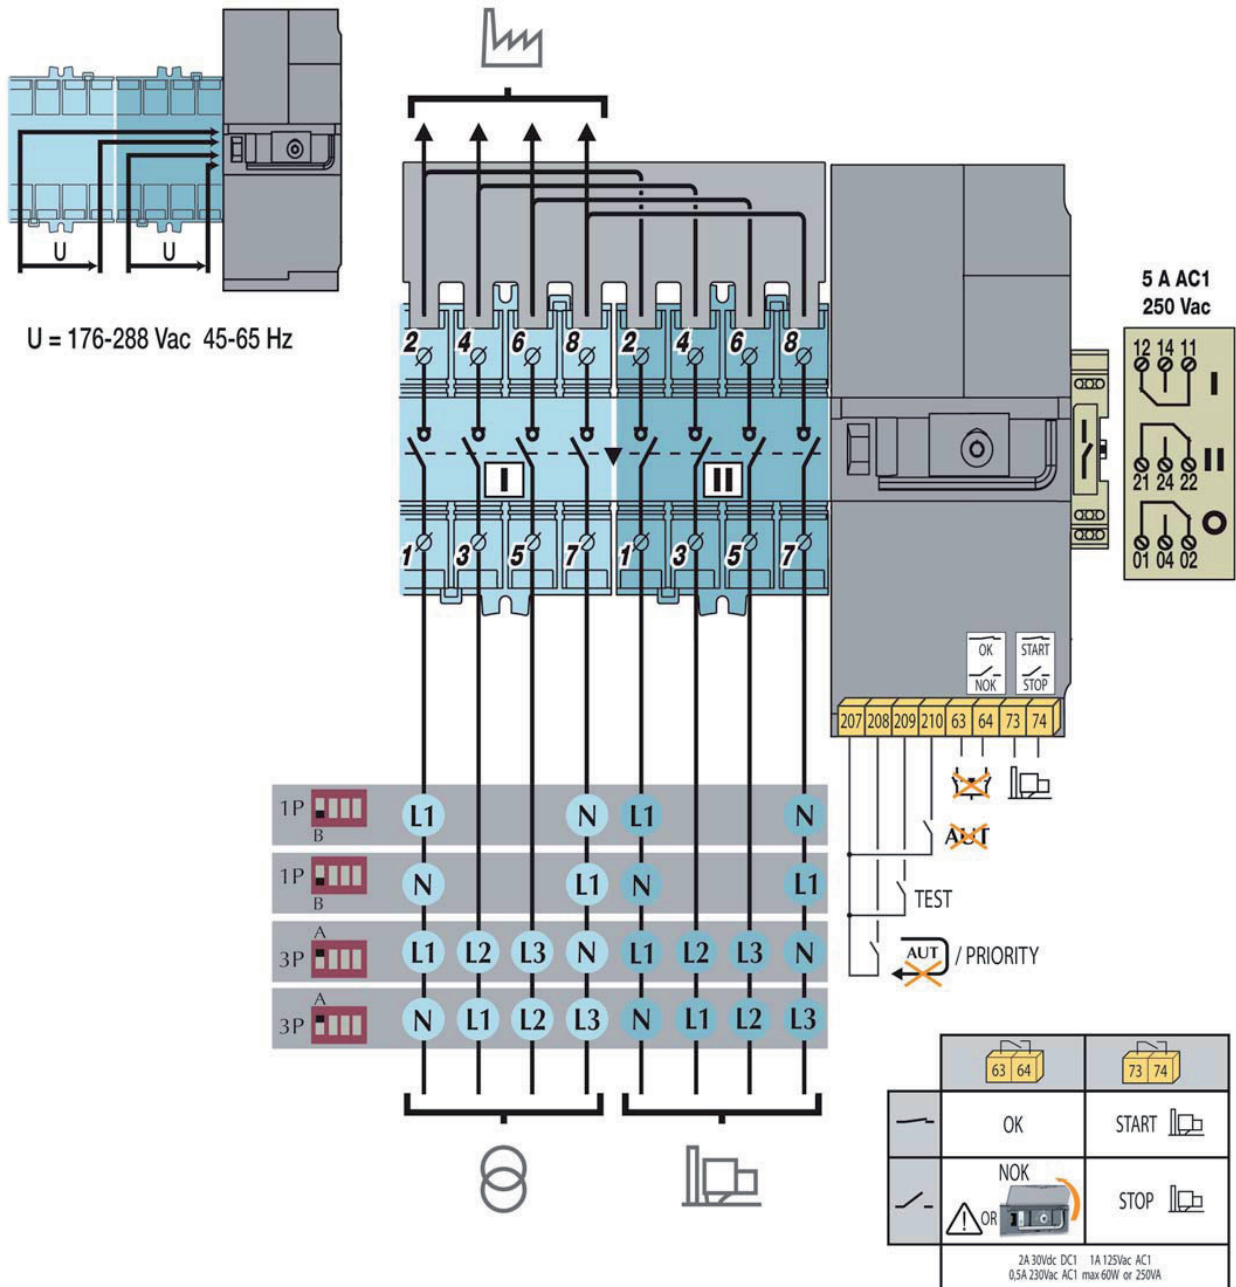 U
U
U = 176-288 Vac 45-65 Hz
5 A AC1
250 Vac
2 4 6 8 2 4 6 8
12 14 11
I
I II
21 24 22
II
1 3 5 7 1 3 5 7
01 04 02
O
OK START
NOK STOP
207 208 209 210 63 64 73 74
1P B L1 N L1 N
AUT
1P B N L1 N L1
TEST
A
3P L1 L2 L3 N L1 L2 L3 N
AUT / PRIORITY
A
3P N L1 L2 L3 N L1 L2 L3
63 64 73 74
OK START
NOK
OR
STOP
2A 30Vdc DC1 1A 125Vac AC1
0,5A 230Vac AC1 max 60W or 250VA